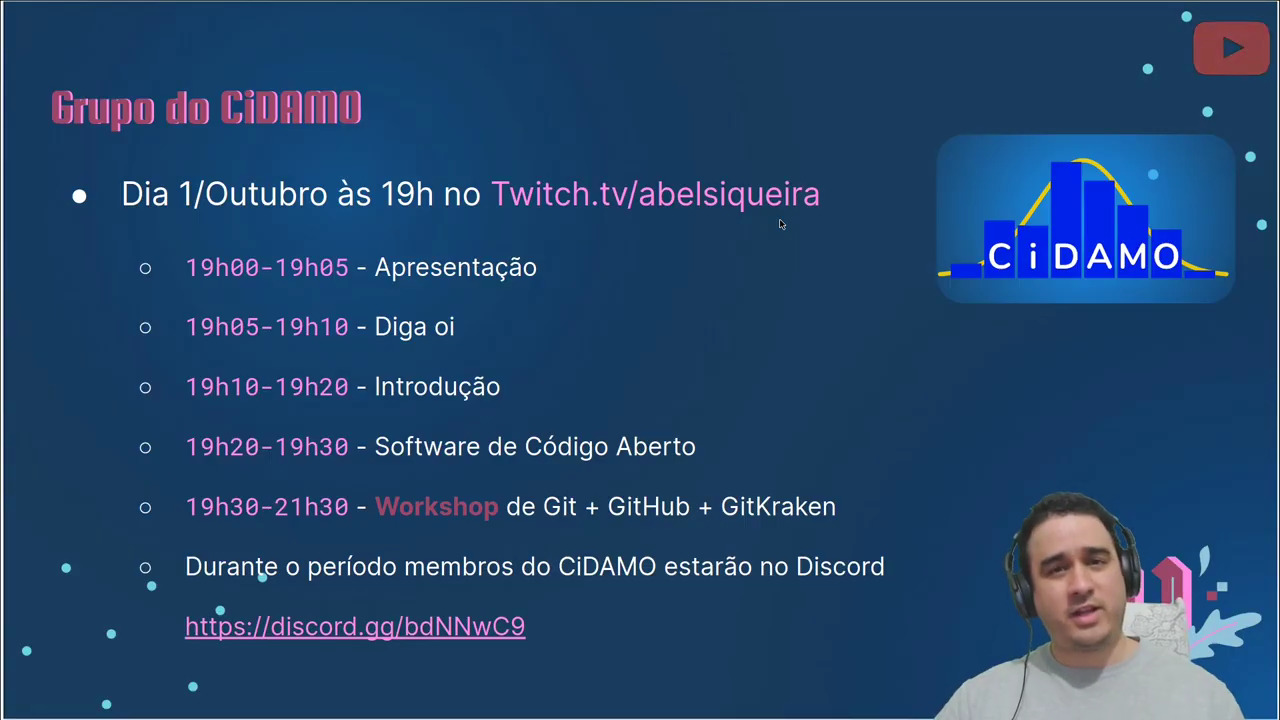 Grupo do CiDAMO
● Dia 1/Outubro às 19h no Twitch.tv/abelsiqueira
○ 19h00-19h05 - Apresentação
○ 19h05-19h10 - Diga oi
○ 19h10-19h20 - Introdução
○ 19h20-19h30 - Software de Código Aberto
○ 19h30-21h30 - Workshop de Git + GitHub + GitKraken
○ Durante o período membros do CiDAMO estarão no Discord
https://discord.gg/bdNNwC9
CiDAMO